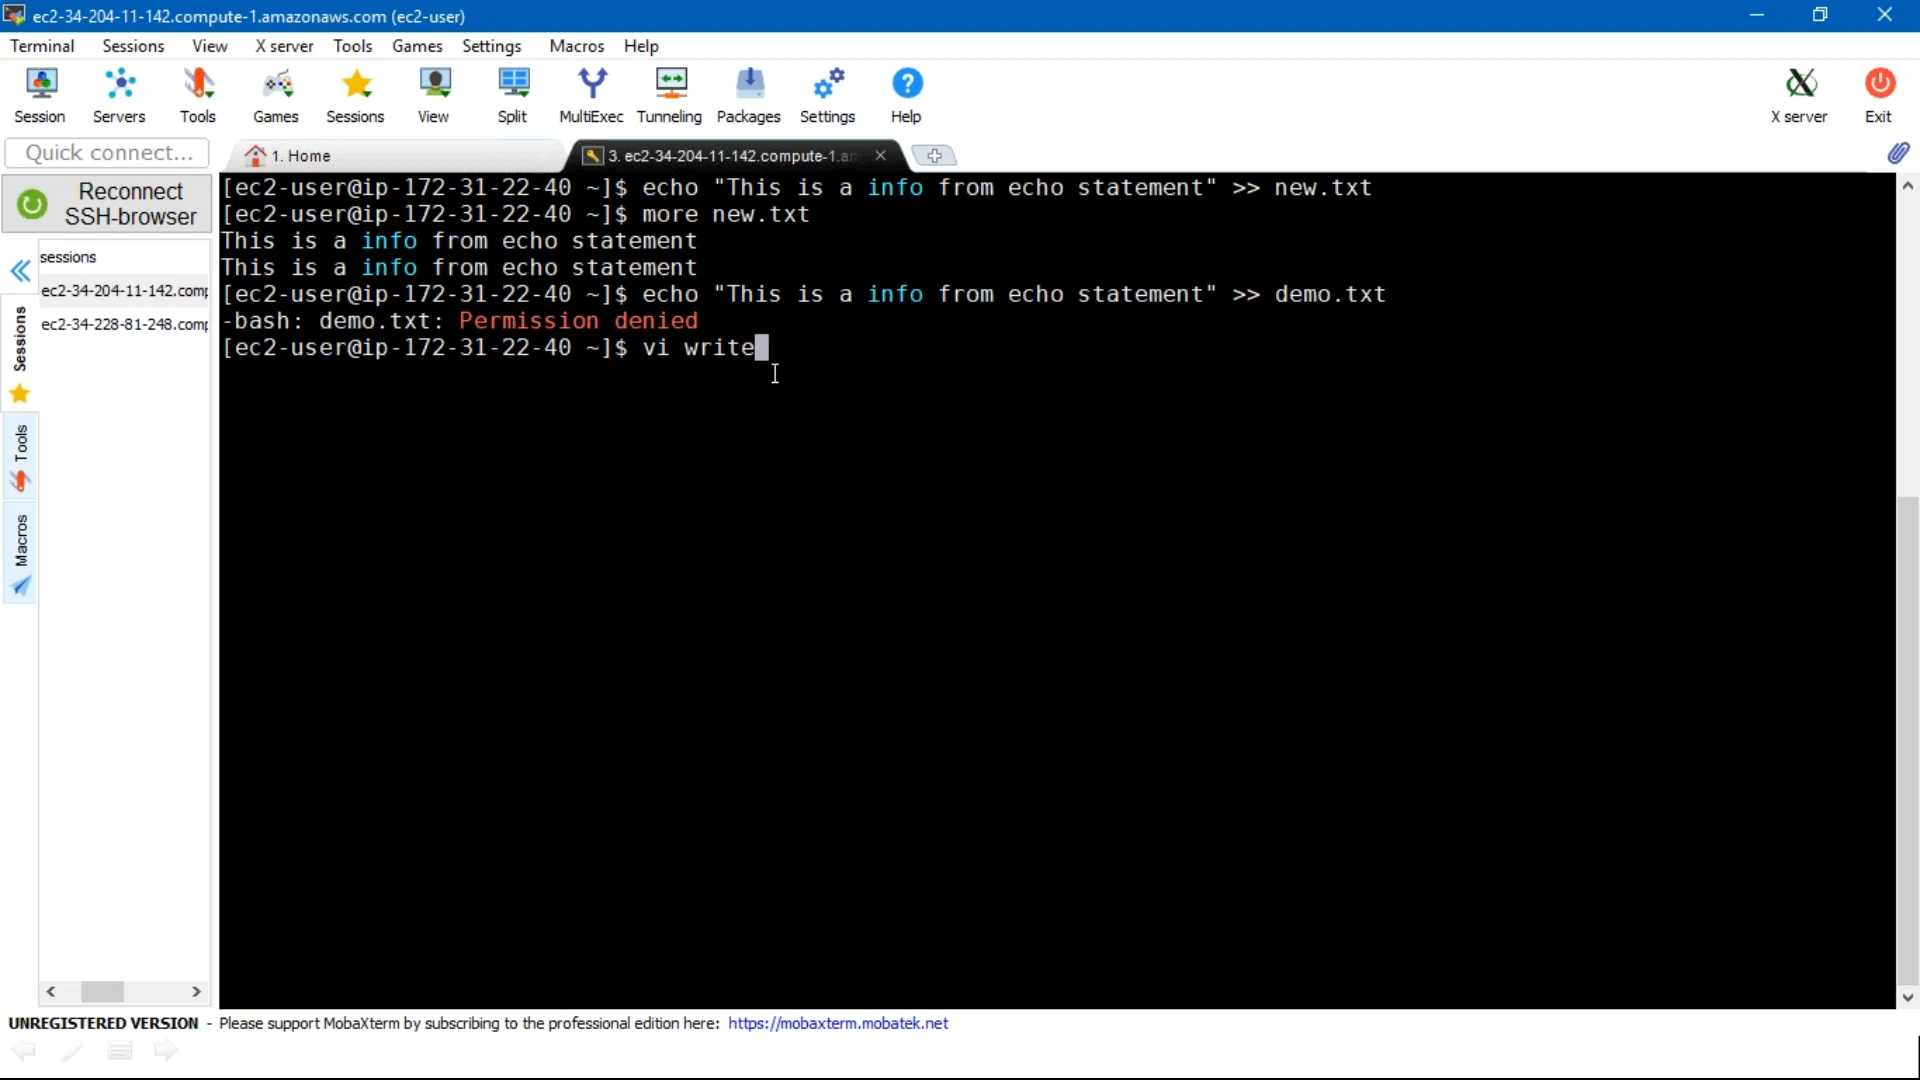 ec2-34-204-11-142.compute-1.amazonaws.com (ec2-user)
Terminal Sessions View X server Tools Games Settings Macros Help
Session Servers Tools Games Sessions View Split MultiExec Tunneling Packages Settings Help X server Exit
Quick connect...
1. Home
3. ec2-34-204-11-142.compute-1.am
Reconnect
SSH-browser
sessions
ec2-34-204-11-142.comp
ec2-34-228-81-248.comp
Sessions
Tools
Macros
[ec2-user@ip-172-31-22-40 ~]$ echo "This is a info from echo statement" >> new.txt
[ec2-user@ip-172-31-22-40 ~]$ more new.txt
This is a info from echo statement
This is a info from echo statement
[ec2-user@ip-172-31-22-40 ~]$ echo "This is a info from echo statement" >> demo.txt
-bash: demo.txt: Permission denied
[ec2-user@ip-172-31-22-40 ~]$ vi write
UNREGISTERED VERSION - Please support MobaXterm by subscribing to the professional edition here: https://mobaxterm.mobatek.net